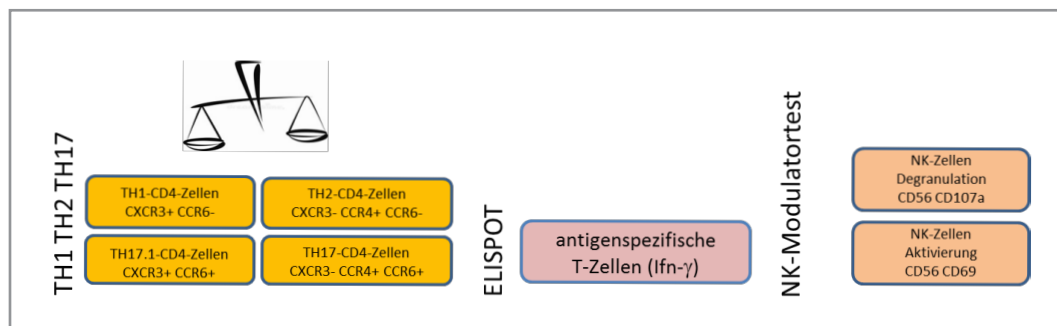 TH1 TH2 TH17
TH1-CD4-Zellen
CXCR3+ CCR6-
TH2-CD4-Zellen
CXCR3- CCR4+ CCR6-
TH17.1-CD4-Zellen
CXCR3+ CCR6+
TH17-CD4-Zellen
CXCR3- CCR4+ CCR6+
ELISPOT
antigenspezifische
T-Zellen (Ifn-γ)
NK-Modulatortest
NK-Zellen
Degranulation
CD56 CD107a
NK-Zellen
Aktivierung
CD56 CD69